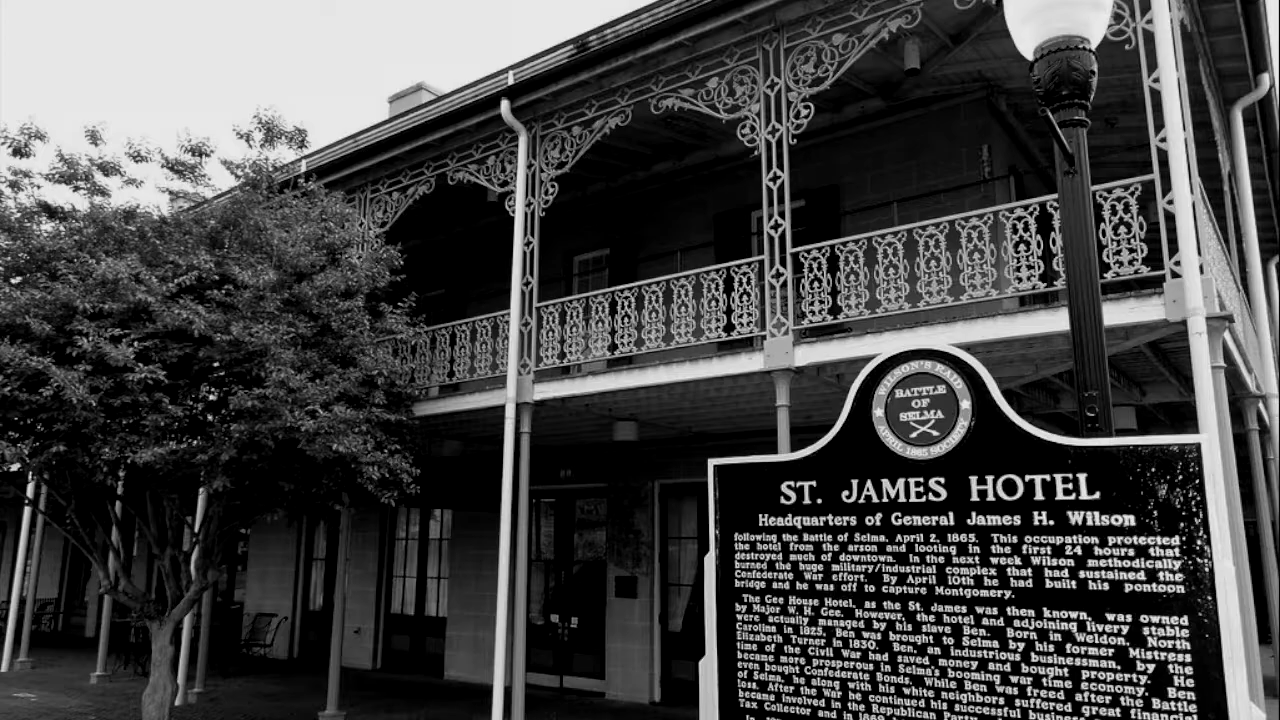 WILSON'S RAID
BATTLE
OF
SELMA
APRIL 1865 SOCIETY
ST. JAMES HOTEL
Headquarters of General James H. Wilson
following the Battle of Selma, April 2, 1865. This occupation protected
the hotel from the arson and looting in the first 24 hours that
destroyed much of downtown. In the next week Wilson methodically
burned the huge military/industrial complex that had sustained the
Confederate War effort. By April 10th he had built his pontoon
bridge and he was off to capture Montgomery.
The Gee House Hotel, as the St. James was then known, was owned
by Major W. H. Gee. However, the hotel and adjoining livery stable
were actually managed by his slave Ben. Born in Weldon, North
Carolina in 1825, Ben was brought to Selma by his former Mistress
Elizabeth Turner in 1830. Ben, an industrious businessman, by the
time of the Civil War had saved money and bought property. He
became more prosperous in Selma's booming war time economy. He
even bought Confederate Bonds. While Ben was freed after the Battle
of Selma, he along with his white neighbors suffered great financial
loss. After the War he continued his successful business
became involved in the Republican Party
Tax Collector and in 1869